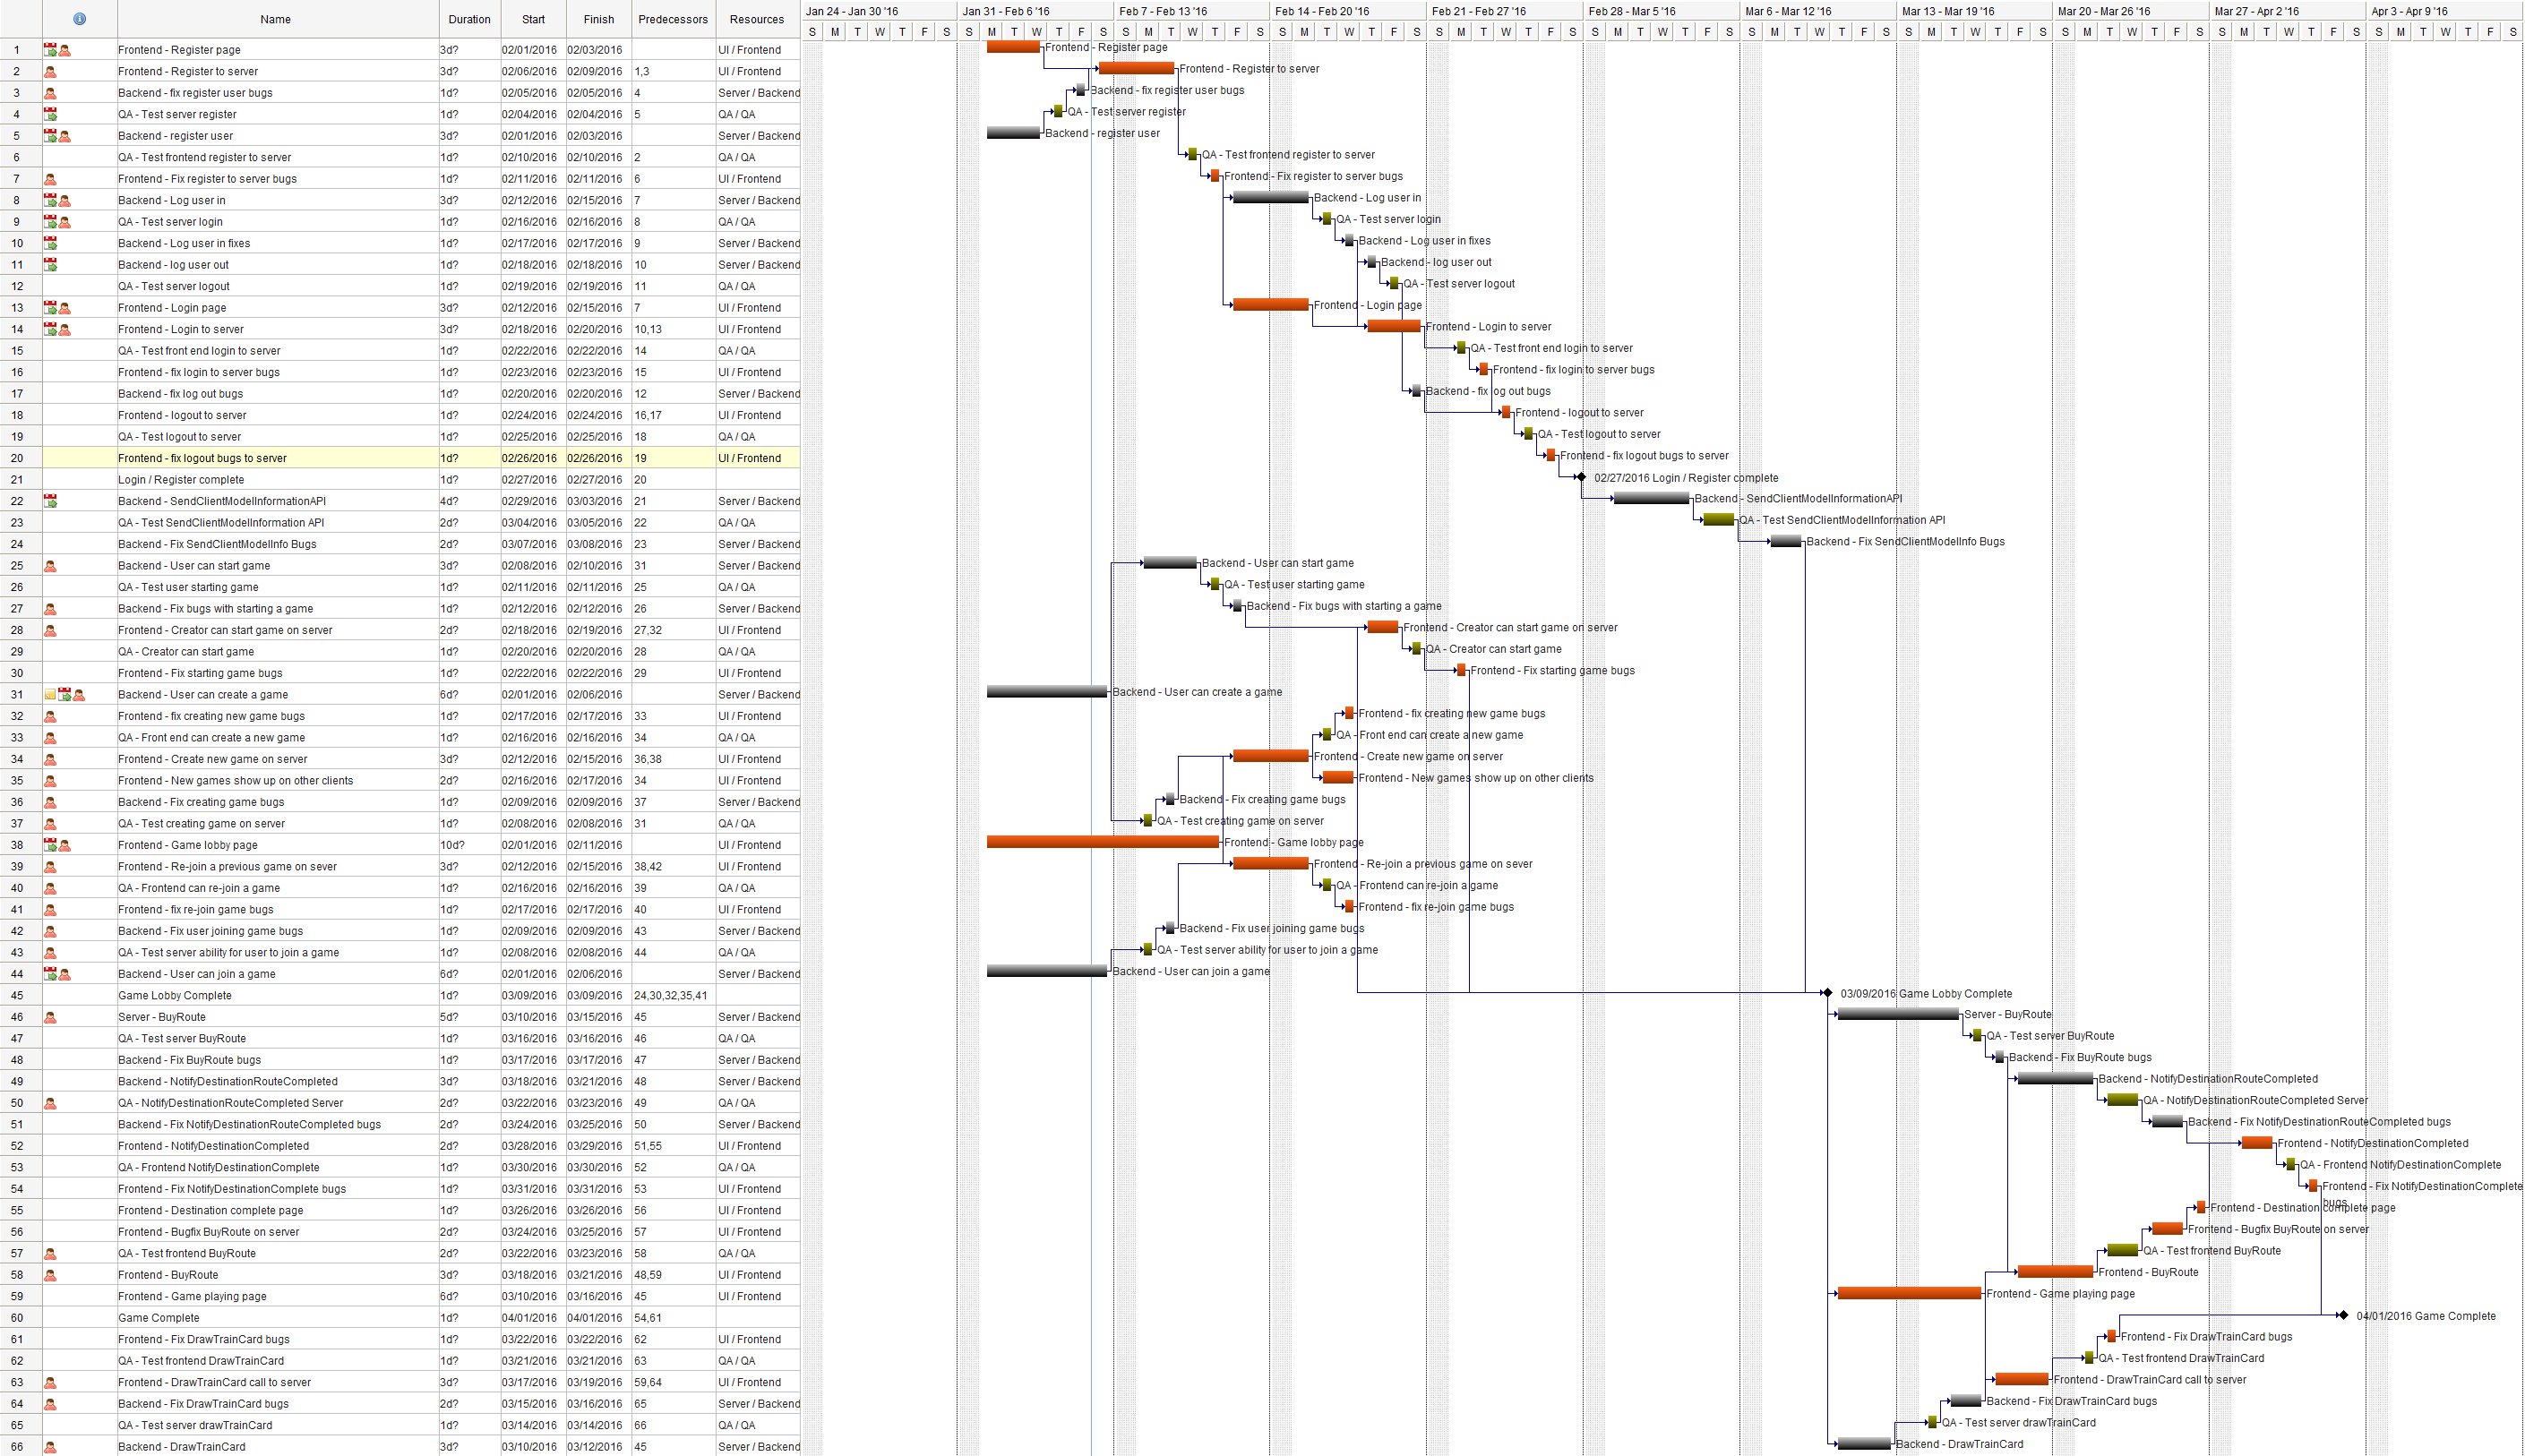 Name Duration Start Finish Predecessors Resources Jan 24 - Jan 30 '16 Jan 31 - Feb 6 '16 Feb 7 - Feb 13 '16 Feb 14 - Feb 20 '16 Feb 21 - Feb 27 '16 Feb 28 - Mar 5 '16 Mar 6 - Mar 12 '16 Mar 13 - Mar 19 '16 Mar 20 - Mar 26 '16 Mar 27 - Apr 2 '16 Apr 3 - Apr 9 '16
S M T W T F S S M T W T F S S M T W T F S S M T W T F S S M T W T F S S M T W T F S S M T W T F S S M T W T F S S M T W T F S S M T W T F S S M T W T F S
1 Frontend - Register page 3d? 02/01/2016 02/03/2016 UI / Frontend Frontend - Register page
2 Frontend - Register to server 3d? 02/06/2016 02/09/2016 1,3 UI / Frontend Frontend - Register to server
3 Backend - fix register user bugs 1d? 02/05/2016 02/05/2016 4 Server / Backend Backend - fix register user bugs
4 QA - Test server register 1d? 02/04/2016 02/04/2016 5 QA / QA QA - Test server register
5 Backend - register user 3d? 02/01/2016 02/03/2016 Server / Backend Backend - register user
6 QA - Test frontend register to server 1d? 02/10/2016 02/10/2016 2 QA / QA QA - Test frontend register to server
7 Frontend - Fix register to server bugs 1d? 02/11/2016 02/11/2016 6 UI / Frontend Frontend - Fix register to server bugs
8 Backend - Log user in 3d? 02/12/2016 02/15/2016 7 Server / Backend Backend - Log user in
9 QA - Test server login 1d? 02/16/2016 02/16/2016 8 QA / QA QA - Test server login
10 Backend - Log user in fixes 1d? 02/17/2016 02/17/2016 9 Server / Backend Backend - Log user in fixes
11 Backend - log user out 1d? 02/18/2016 02/18/2016 10 Server / Backend Backend - log user out
12 QA - Test server logout 1d? 02/19/2016 02/19/2016 11 QA / QA QA - Test server logout
13 Frontend - Login page 3d? 02/12/2016 02/15/2016 7 UI / Frontend Frontend - Login page
14 Frontend - Login to server 3d? 02/18/2016 02/20/2016 10,13 UI / Frontend Frontend - Login to server
15 QA - Test front end login to server 1d? 02/22/2016 02/22/2016 14 QA / QA QA - Test front end login to server
16 Frontend - fix login to server bugs 1d? 02/23/2016 02/23/2016 15 UI / Frontend Frontend - fix login to server bugs
17 Backend - fix log out bugs 1d? 02/20/2016 02/20/2016 12 Server / Backend Backend - fix log out bugs
18 Frontend - logout to server 1d? 02/24/2016 02/24/2016 16,17 UI / Frontend Frontend - logout to server
19 QA - Test logout to server 1d? 02/25/2016 02/25/2016 18 QA / QA QA - Test logout to server
20 Frontend - fix logout bugs to server 1d? 02/26/2016 02/26/2016 19 UI / Frontend Frontend - fix logout bugs to server
21 Login / Register complete 1d? 02/27/2016 02/27/2016 20 02/27/2016 Login / Register complete
22 Backend - SendClientModelInformationAPI 4d? 02/29/2016 03/03/2016 21 Server / Backend Backend - SendClientModelInformationAPI
23 QA - Test SendClientModelInformation API 2d? 03/04/2016 03/05/2016 22 QA / QA QA - Test SendClientModelInformation API
24 Backend - Fix SendClientModelInfo Bugs 2d? 03/07/2016 03/08/2016 23 Server / Backend Backend - Fix SendClientModelInfo Bugs
25 Backend - User can start game 3d? 02/08/2016 02/10/2016 31 Server / Backend Backend - User can start game
26 QA - Test user starting game 1d? 02/11/2016 02/11/2016 25 QA / QA QA - Test user starting game
27 Backend - Fix bugs with starting a game 1d? 02/12/2016 02/12/2016 26 Server / Backend Backend - Fix bugs with starting a game
28 Frontend - Creator can start game on server 2d? 02/18/2016 02/19/2016 27,32 UI / Frontend Frontend - Creator can start game on server
29 QA - Creator can start game 1d? 02/20/2016 02/20/2016 28 QA / QA QA - Creator can start game
30 Frontend - Fix starting game bugs 1d? 02/22/2016 02/22/2016 29 UI / Frontend Frontend - Fix starting game bugs
31 Backend - User can create a game 6d? 02/01/2016 02/06/2016 Server / Backend Backend - User can create a game
32 Frontend - fix creating new game bugs 1d? 02/17/2016 02/17/2016 33 UI / Frontend Frontend - fix creating new game bugs
33 QA - Front end can create a new game 1d? 02/16/2016 02/16/2016 34 QA / QA QA - Front end can create a new game
34 Frontend - Create new game on server 3d? 02/12/2016 02/15/2016 36,38 UI / Frontend Frontend - Create new game on server
35 Frontend - New games show up on other clients 2d? 02/16/2016 02/17/2016 34 UI / Frontend Frontend - New games show up on other clients
36 Backend - Fix creating game bugs 1d? 02/09/2016 02/09/2016 37 Server / Backend Backend - Fix creating game bugs
37 QA - Test creating game on server 1d? 02/08/2016 02/08/2016 31 QA / QA QA - Test creating game on server
38 Frontend - Game lobby page 10d? 02/01/2016 02/11/2016 UI / Frontend Frontend - Game lobby page
39 Frontend - Re-join a previous game on sever 3d? 02/12/2016 02/15/2016 38,42 UI / Frontend Frontend - Re-join a previous game on sever
40 QA - Frontend can re-join a game 1d? 02/16/2016 02/16/2016 39 QA / QA QA - Frontend can re-join a game
41 Frontend - fix re-join game bugs 1d? 02/17/2016 02/17/2016 40 UI / Frontend Frontend - fix re-join game bugs
42 Backend - Fix user joining game bugs 1d? 02/09/2016 02/09/2016 43 Server / Backend Backend - Fix user joining game bugs
43 QA - Test server ability for user to join a game 1d? 02/08/2016 02/08/2016 44 QA / QA QA - Test server ability for user to join a game
44 Backend - User can join a game 6d? 02/01/2016 02/06/2016 Server / Backend Backend - User can join a game
45 Game Lobby Complete 1d? 03/09/2016 03/09/2016 24,30,32,35,41 03/09/2016 Game Lobby Complete
46 Server - BuyRoute 5d? 03/10/2016 03/15/2016 45 Server / Backend Server - BuyRoute
47 QA - Test server BuyRoute 1d? 03/16/2016 03/16/2016 46 QA / QA QA - Test server BuyRoute
48 Backend - Fix BuyRoute bugs 1d? 03/17/2016 03/17/2016 47 Server / Backend Backend - Fix BuyRoute bugs
49 Backend - NotifyDestinationRouteCompleted 3d? 03/18/2016 03/21/2016 48 Server / Backend Backend - NotifyDestinationRouteCompleted
50 QA - NotifyDestinationRouteCompleted Server 2d? 03/22/2016 03/23/2016 49 QA / QA QA - NotifyDestinationRouteCompleted Server
51 Backend - Fix NotifyDestinationRouteCompleted bugs 2d? 03/24/2016 03/25/2016 50 Server / Backend Backend - Fix NotifyDestinationRouteCompleted bugs
52 Frontend - NotifyDestinationCompleted 2d? 03/28/2016 03/29/2016 51,55 UI / Frontend Frontend - NotifyDestinationCompleted
53 QA - Frontend NotifyDestinationComplete 1d? 03/30/2016 03/30/2016 52 QA / QA QA - Frontend NotifyDestinationComplete
54 Frontend - Fix NotifyDestinationComplete bugs 1d? 03/31/2016 03/31/2016 53 UI / Frontend Frontend - Fix NotifyDestinationComplete
bugs
55 Frontend - Destination complete page 1d? 03/26/2016 03/26/2016 56 UI / Frontend Frontend - Destination complete page
56 Frontend - Bugfix BuyRoute on server 2d? 03/24/2016 03/25/2016 57 UI / Frontend Frontend - Bugfix BuyRoute on server
57 QA - Test frontend BuyRoute 2d? 03/22/2016 03/23/2016 58 QA / QA QA - Test frontend BuyRoute
58 Frontend - BuyRoute 3d? 03/18/2016 03/21/2016 48,59 UI / Frontend Frontend - BuyRoute
59 Frontend - Game playing page 6d? 03/10/2016 03/16/2016 45 UI / Frontend Frontend - Game playing page
60 Game Complete 1d? 04/01/2016 04/01/2016 54,61 04/01/2016 Game Complete
61 Frontend - Fix DrawTrainCard bugs 1d? 03/22/2016 03/22/2016 62 UI / Frontend Frontend - Fix DrawTrainCard bugs
62 QA - Test frontend DrawTrainCard 1d? 03/21/2016 03/21/2016 63 QA / QA QA - Test frontend DrawTrainCard
63 Frontend - DrawTrainCard call to server 3d? 03/17/2016 03/19/2016 59,64 UI / Frontend Frontend - DrawTrainCard call to server
64 Backend - Fix DrawTrainCard bugs 2d? 03/15/2016 03/16/2016 65 Server / Backend Backend - Fix DrawTrainCard bugs
65 QA - Test server drawTrainCard 1d? 03/14/2016 03/14/2016 66 QA / QA QA - Test server drawTrainCard
66 Backend - DrawTrainCard 3d? 03/10/2016 03/12/2016 45 Server / Backend Backend - DrawTrainCard